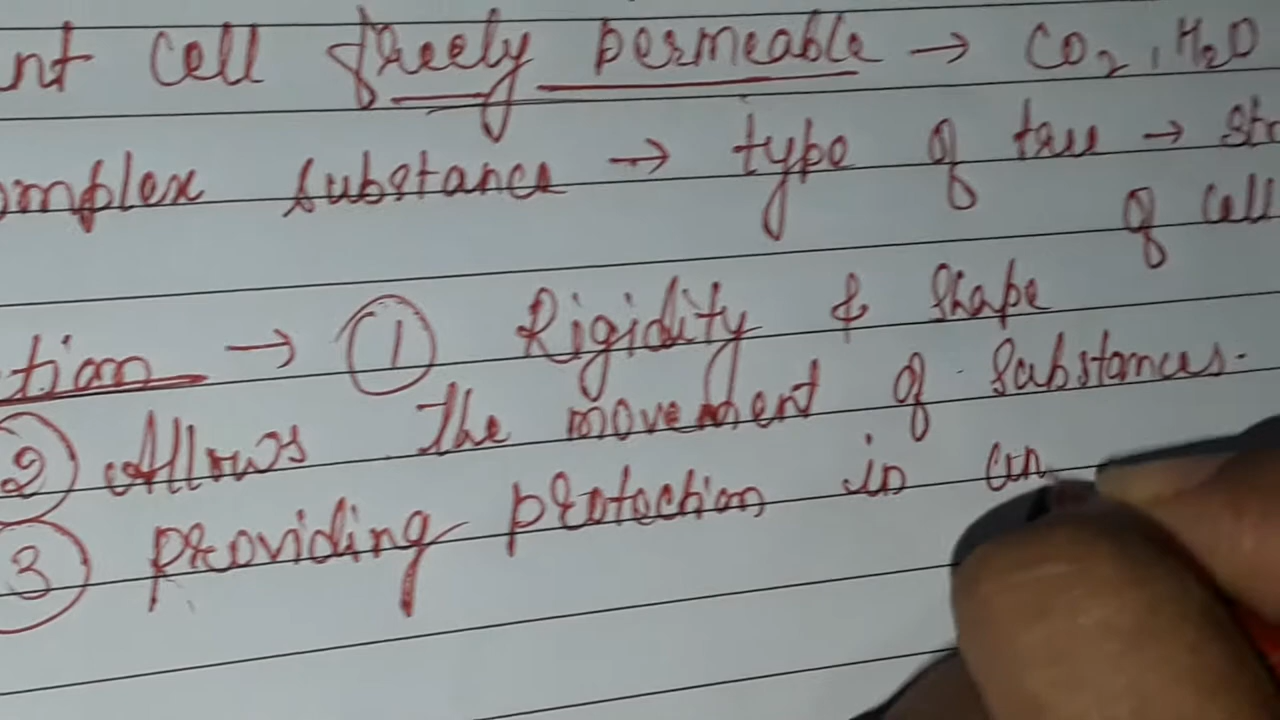 nt cell freely permeable → CO2, H2O
omplex substance → type of → St
of cell
tion → ① Rigidity & Shape
② Allows the movement of Substances.
③ Providing protection in un